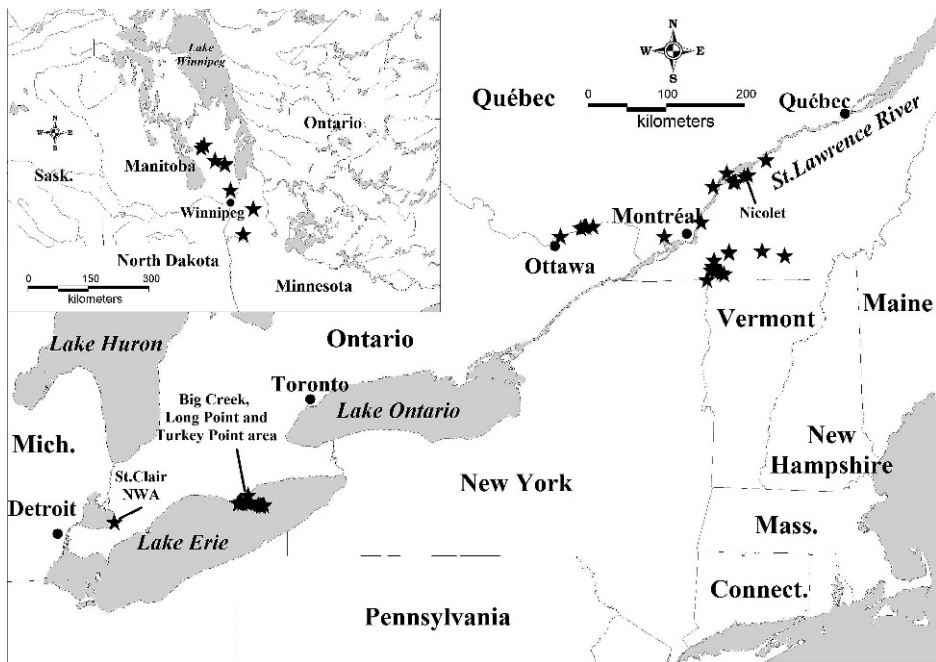 Lake
Winnipeg
N
W E
S
Ontario
Manitoba
Sask.
Winnipeg
North Dakota
0 150 300
kilometers
Minnesota
N
W E
S
Québec
0 100 200
kilometers
Québec
St.Lawrence River
Nicolet
Montréal
Ottawa
Maine
Vermont
Lake Huron
Ontario
Toronto
Lake Ontario
Big Creek,
Long Point and
Turkey Point area
Mich.
St.Clair
NWA
New
Hampshire
New York
Detroit
Lake Erie
Mass.
Connect.
Pennsylvania